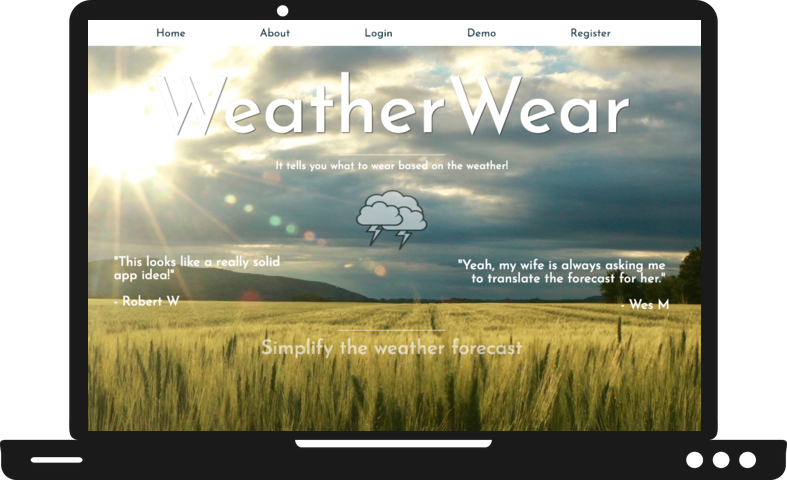 Home About Login Demo Register
WeatherWear
It tells you what to wear based on the weather!
"This looks like a really solid
app idea!"
- Robert W
"Yeah, my wife is always asking me
to translate the forecast for her."
- Wes M
Simplify the weather forecast